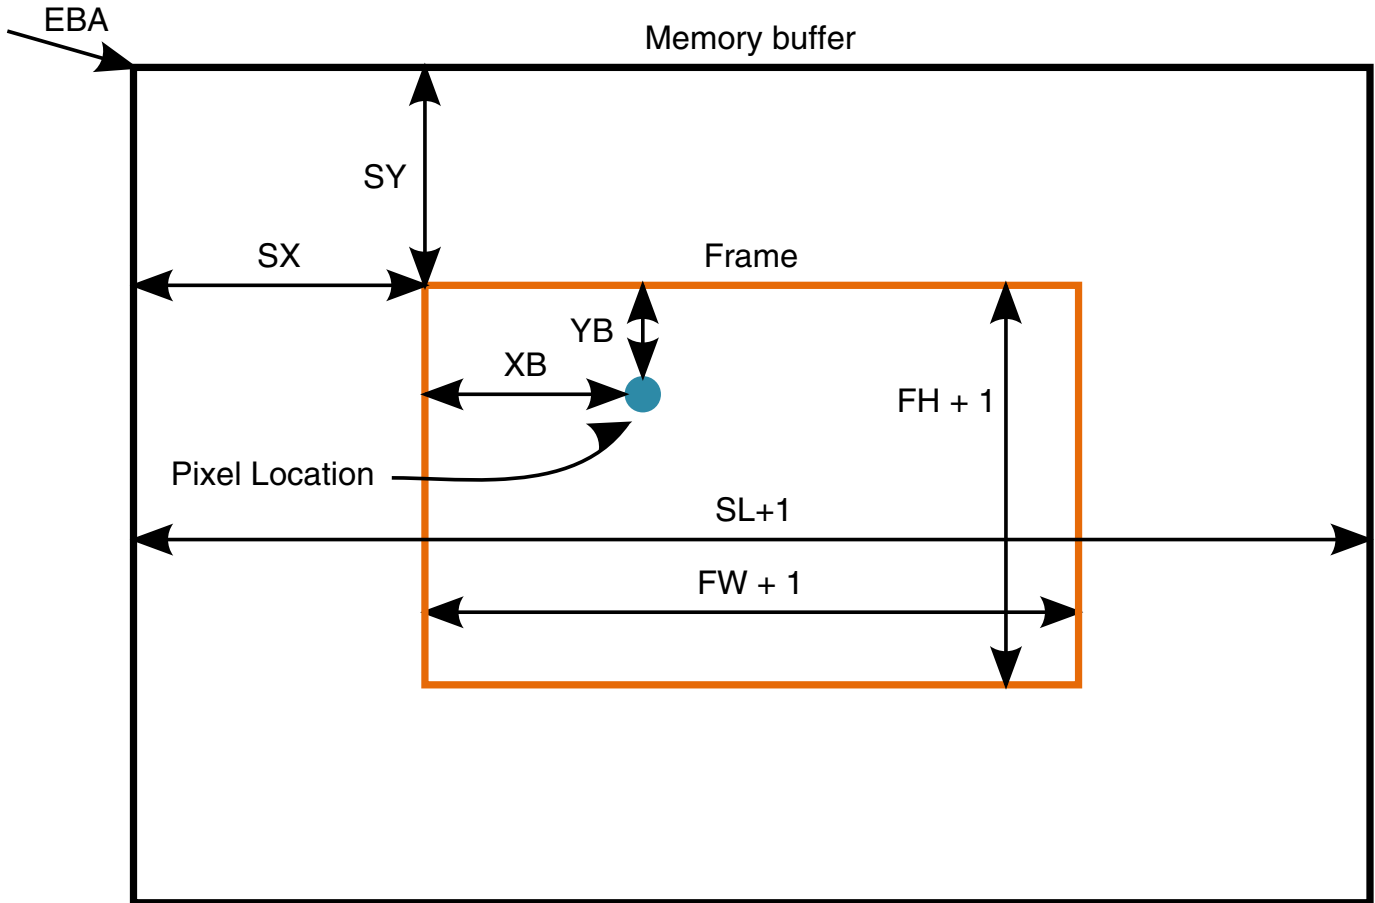 EBA
Memory buffer
SY
SX
Frame
YB
XB
FH + 1
Pixel Location
SL+1
FW + 1